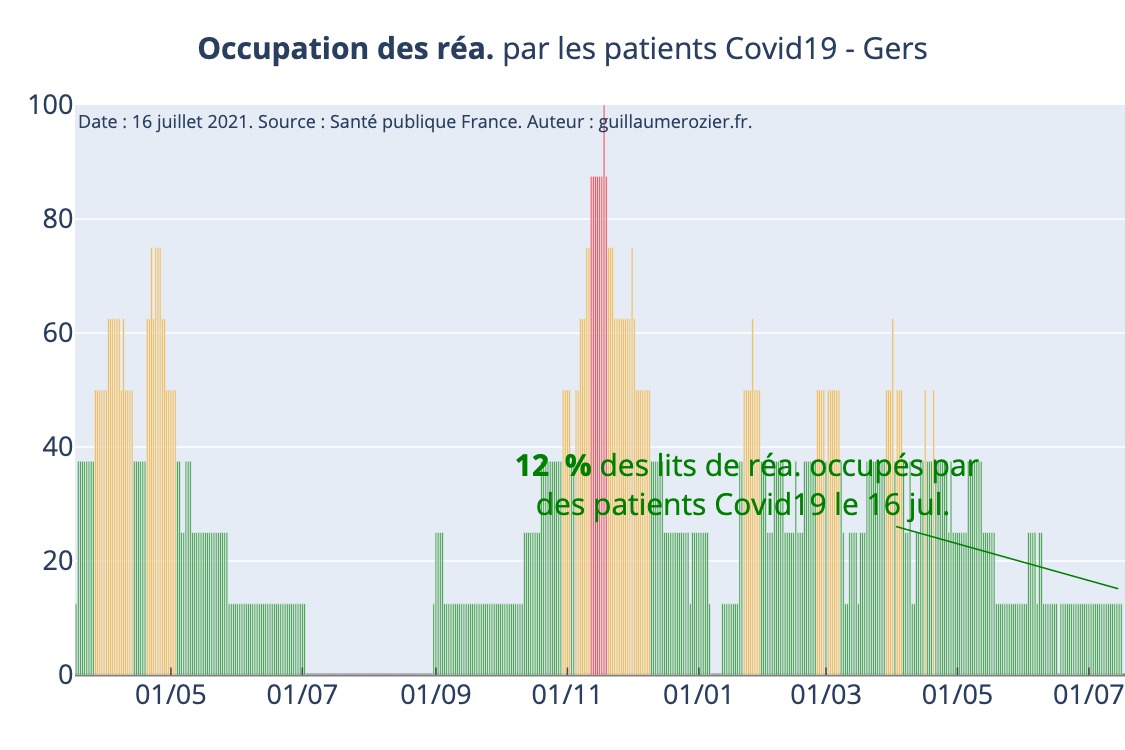 Occupation des réa. par les patients Covid19 - Gers
100
Date : 16 juillet 2021. Source : Santé publique France. Auteur : guillaumerozier.fr.
80
60
40
12 % des lits de réa. occupés par
des patients Covid19 le 16 jul.
20
0
01/05 01/07 01/09 01/11 01/01 01/03 01/05 01/07